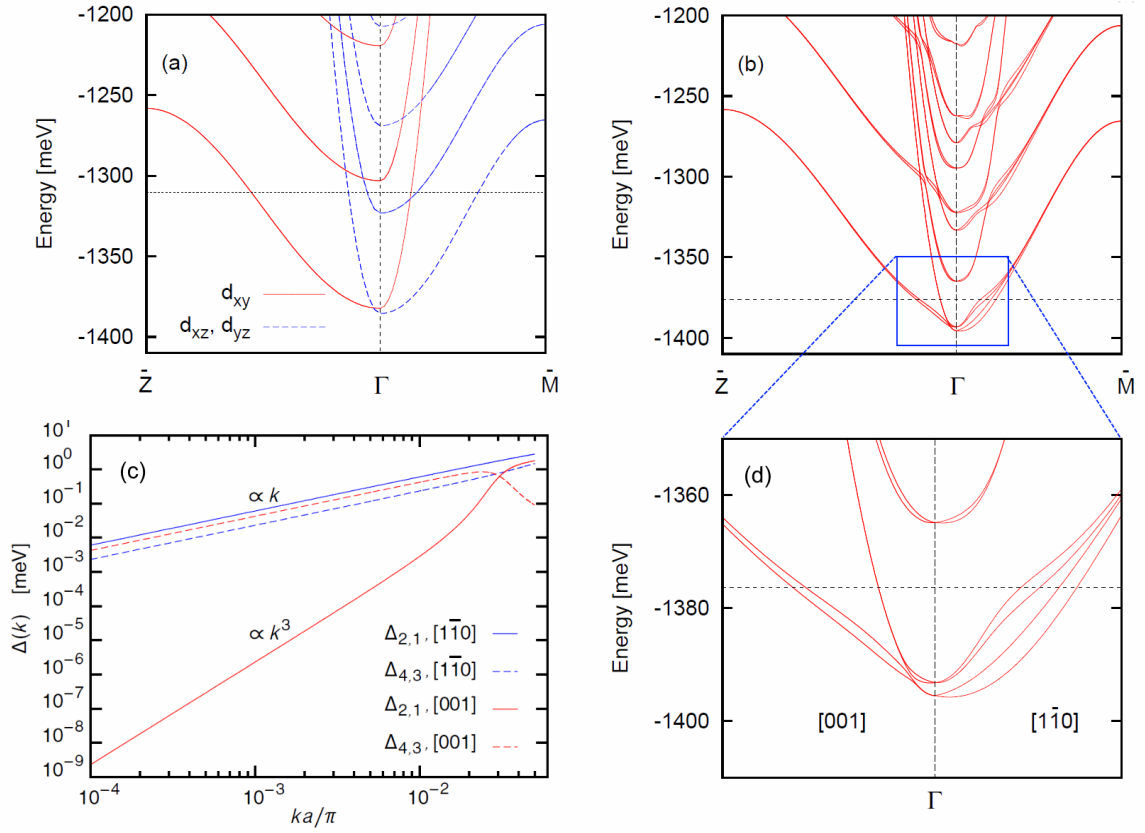 (a)
Energy [meV]
-1200
-1250
-1300
-1350
-1400
d_xy
d_xz, d_yz
Z̄
Γ
M̄
(b)
Energy [meV]
-1200
-1250
-1300
-1350
-1400
Z̄
Γ
M̄
(c)
Δ(k) [meV]
10^1
10^0
10^-1
10^-2
10^-3
10^-4
10^-5
10^-6
10^-7
10^-8
10^-9
∝ k
∝ k^3
Δ_2,1, [11̄0]
Δ_4,3, [11̄0]
Δ_2,1, [001]
Δ_4,3, [001]
10^-4
10^-3
10^-2
ka/π
(d)
Energy [meV]
-1360
-1380
-1400
[001]
[11̄0]
Γ